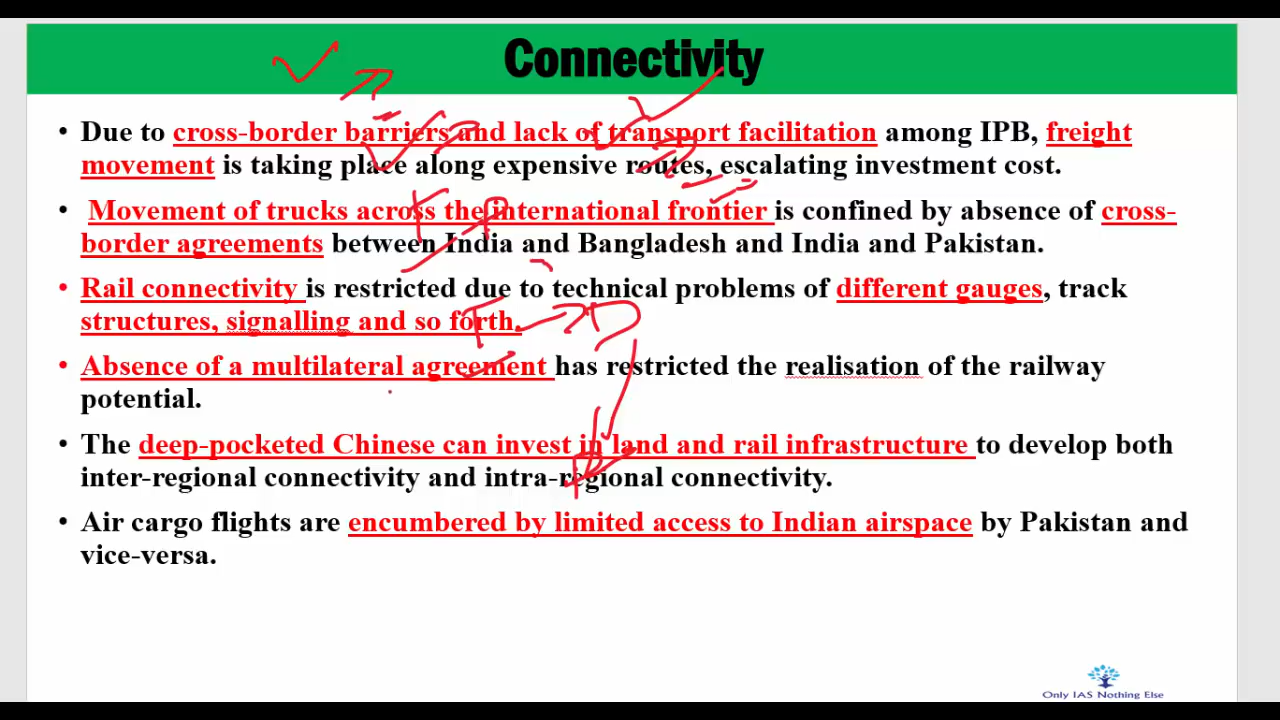 Connectivity
• Due to cross-border barriers and lack of transport facilitation among IPB, freight
movement is taking place along expensive routes, escalating investment cost.
• Movement of trucks across the international frontier is confined by absence of cross-
border agreements between India and Bangladesh and India and Pakistan.
• Rail connectivity is restricted due to technical problems of different gauges, track
structures, signalling and so forth.
• Absence of a multilateral agreement has restricted the realisation of the railway
potential.
• The deep-pocketed Chinese can invest in land and rail infrastructure to develop both
inter-regional connectivity and intra-regional connectivity.
• Air cargo flights are encumbered by limited access to Indian airspace by Pakistan and
vice-versa.
Only IAS Nothing Else